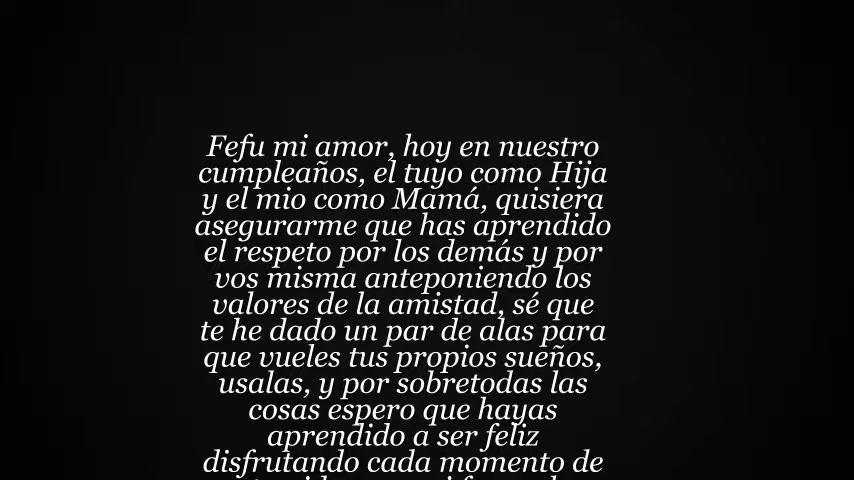 Fefu mi amor, hoy en nuestro
cumpleaños, el tuyo como Hija
y el mio como Mamá, quisiera
asegurarme que has aprendido
el respeto por los demás y por
vos misma anteponiendo los
valores de la amistad, sé que
te he dado un par de alas para
que vueles tus propios sueños,
usalas, y por sobretodas las
cosas espero que hayas
aprendido a ser feliz
disfrutando cada momento de